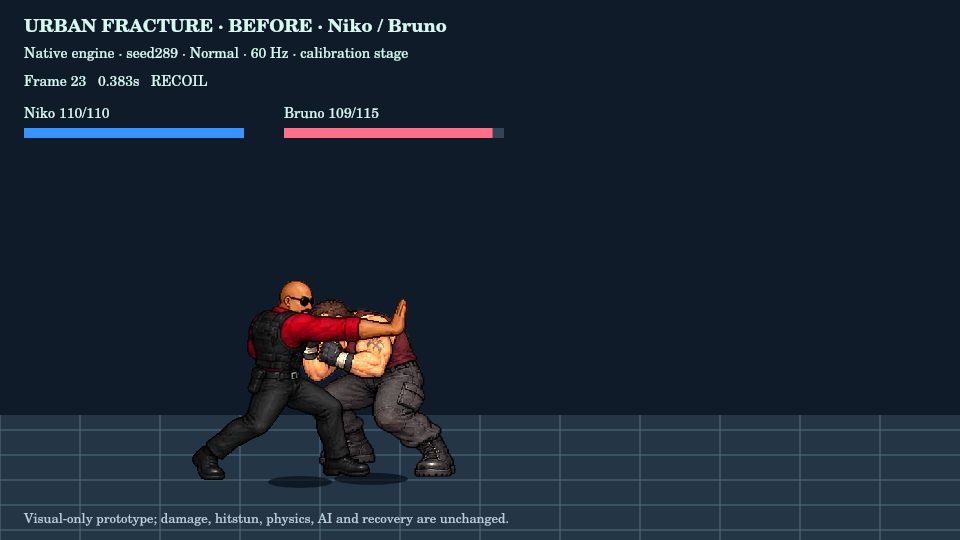 URBAN FRACTURE · BEFORE · Niko / Bruno
Native engine · seed289 · Normal · 60 Hz · calibration stage
Frame 23 0.383s RECOIL
Niko 110/110
Bruno 109/115
Visual-only prototype; damage, hitstun, physics, AI and recovery are unchanged.